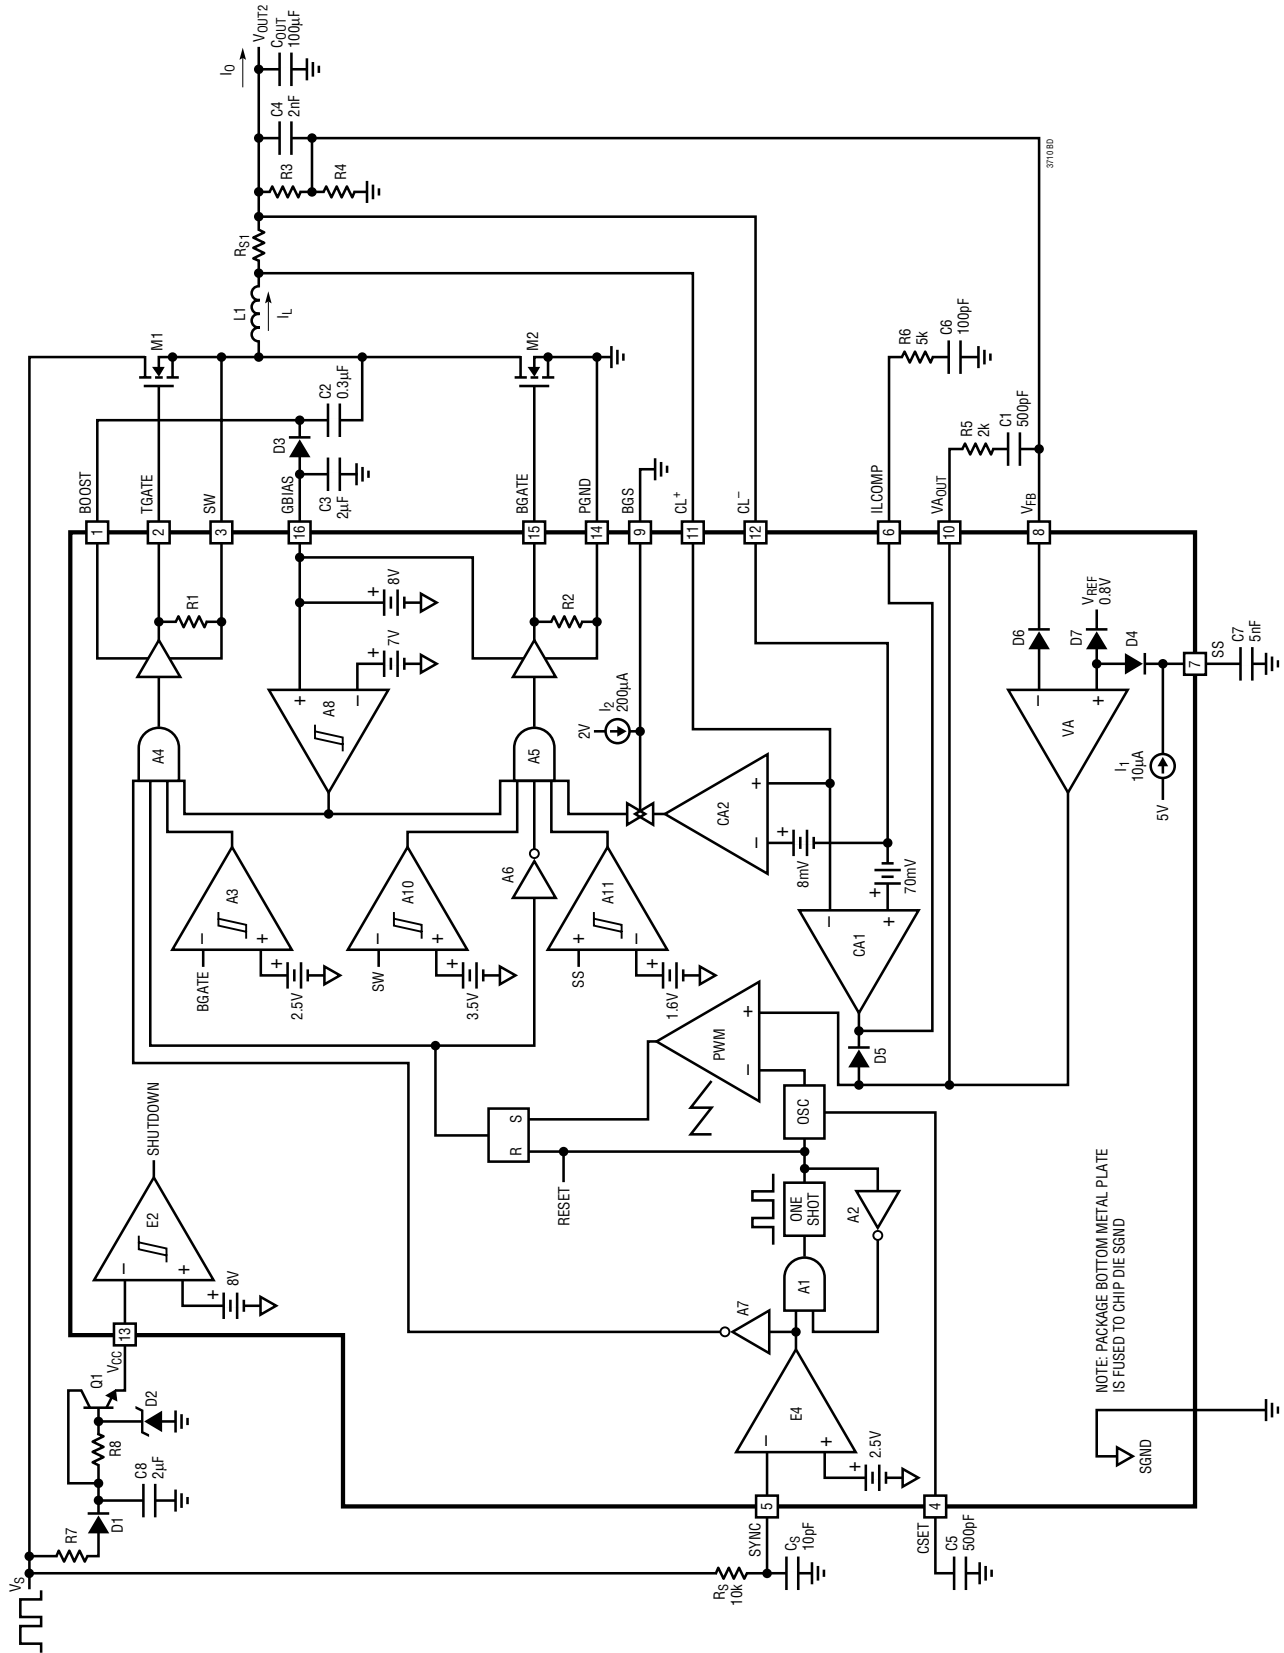 VS
R7
D1
C8
2µF
R8
Q1
D2
VCC
13
8V
E2
SHUTDOWN
BGATE
A3
2.5V
A4
BOOST
1
TGATE
2
R1
SW
3
M1
L1
IL
RS1
R3
R4
C4
2nF
IO
VOUT2
COUT
100µF
A8
7V
8V
GBIAS
16
D3
C3
2µF
C2
0.3µF
SW
A10
3.5V
A6
SS
A11
1.6V
A5
R2
BGATE
15
PGND
14
M2
BGS
9
2V
I2
200µA
CL+
11
CL–
12
CA2
8mV
70mV
CA1
D5
PWM
R
S
RESET
OSC
ONE
SHOT
A2
A1
A7
E4
2.5V
SYNC
5
RS
10k
CS
10pF
CSET
4
C5
500pF
ILCOMP
6
R6
5k
C6
100pF
VAOUT
10
R5
2k
C1
500pF
VFB
8
D6
D7
VREF
0.8V
D4
VA
I1
10µA
5V
7
SS
C7
5nF
SGND
NOTE: PACKAGE BOTTOM METAL PLATE
IS FUSED TO CHIP DIE SGND
3710 BD